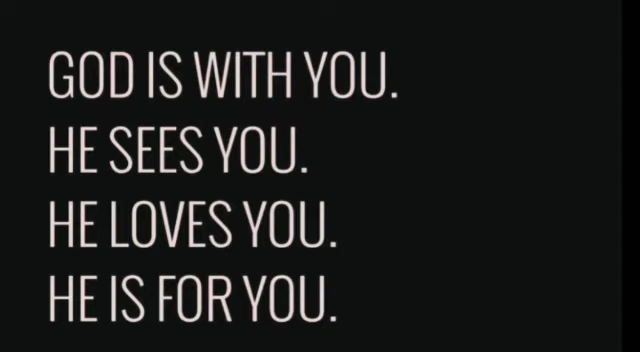 GOD IS WITH YOU.
HE SEES YOU.
HE LOVES YOU.
HE IS FOR YOU.